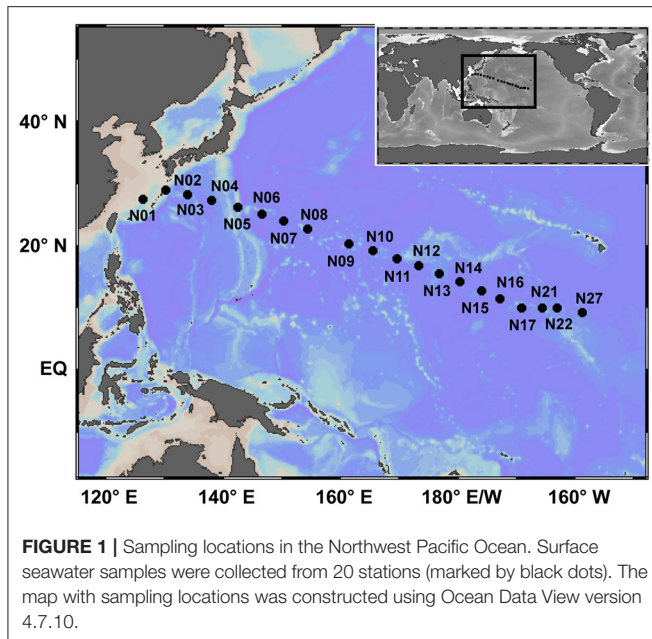 40° N
20° N
EQ
N01
N02
N03
N04
N05
N06
N07
N08
N09
N10
N11
N12
N13
N14
N15
N16
N17
N21
N22
N27
120° E
140° E
160° E
180° E/W
160° W
FIGURE 1 | Sampling locations in the Northwest Pacific Ocean. Surface
seawater samples were collected from 20 stations (marked by black dots). The
map with sampling locations was constructed using Ocean Data View version
4.7.10.